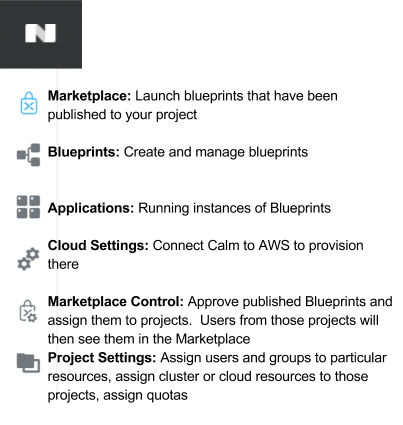 N
Marketplace: Launch blueprints that have been
published to your project
Blueprints: Create and manage blueprints
Applications: Running instances of Blueprints
Cloud Settings: Connect Calm to AWS to provision
there
Marketplace Control: Approve published Blueprints and
assign them to projects.  Users from those projects will
then see them in the Marketplace
Project Settings: Assign users and groups to particular
resources, assign cluster or cloud resources to those
projects, assign quotas